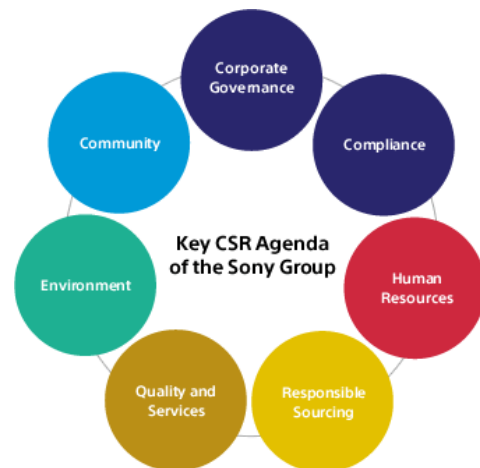 Corporate
Governance
Compliance
Human
Resources
Responsible
Sourcing
Quality and
Services
Environment
Community
Key CSR Agenda
of the Sony Group